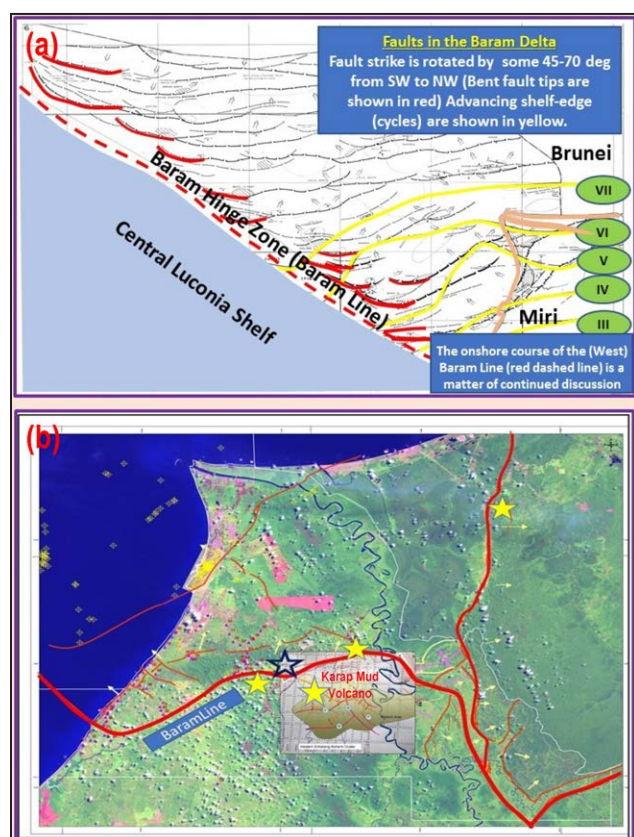 (a)
Faults in the Baram Delta
Fault strike is rotated by some 45-70 deg
from SW to NW (Bent fault tips are
shown in red) Advancing shelf-edge
(cycles) are shown in yellow.
Brunei
VII
VI
V
IV
III
Baram Hinge Zone (Baram Line)
Central Luconia Shelf
Miri
The onshore course of the (West)
Baram Line (red dashed line) is a
matter of continued discussion
(b)
Karap Mud
Volcano
BaramLine